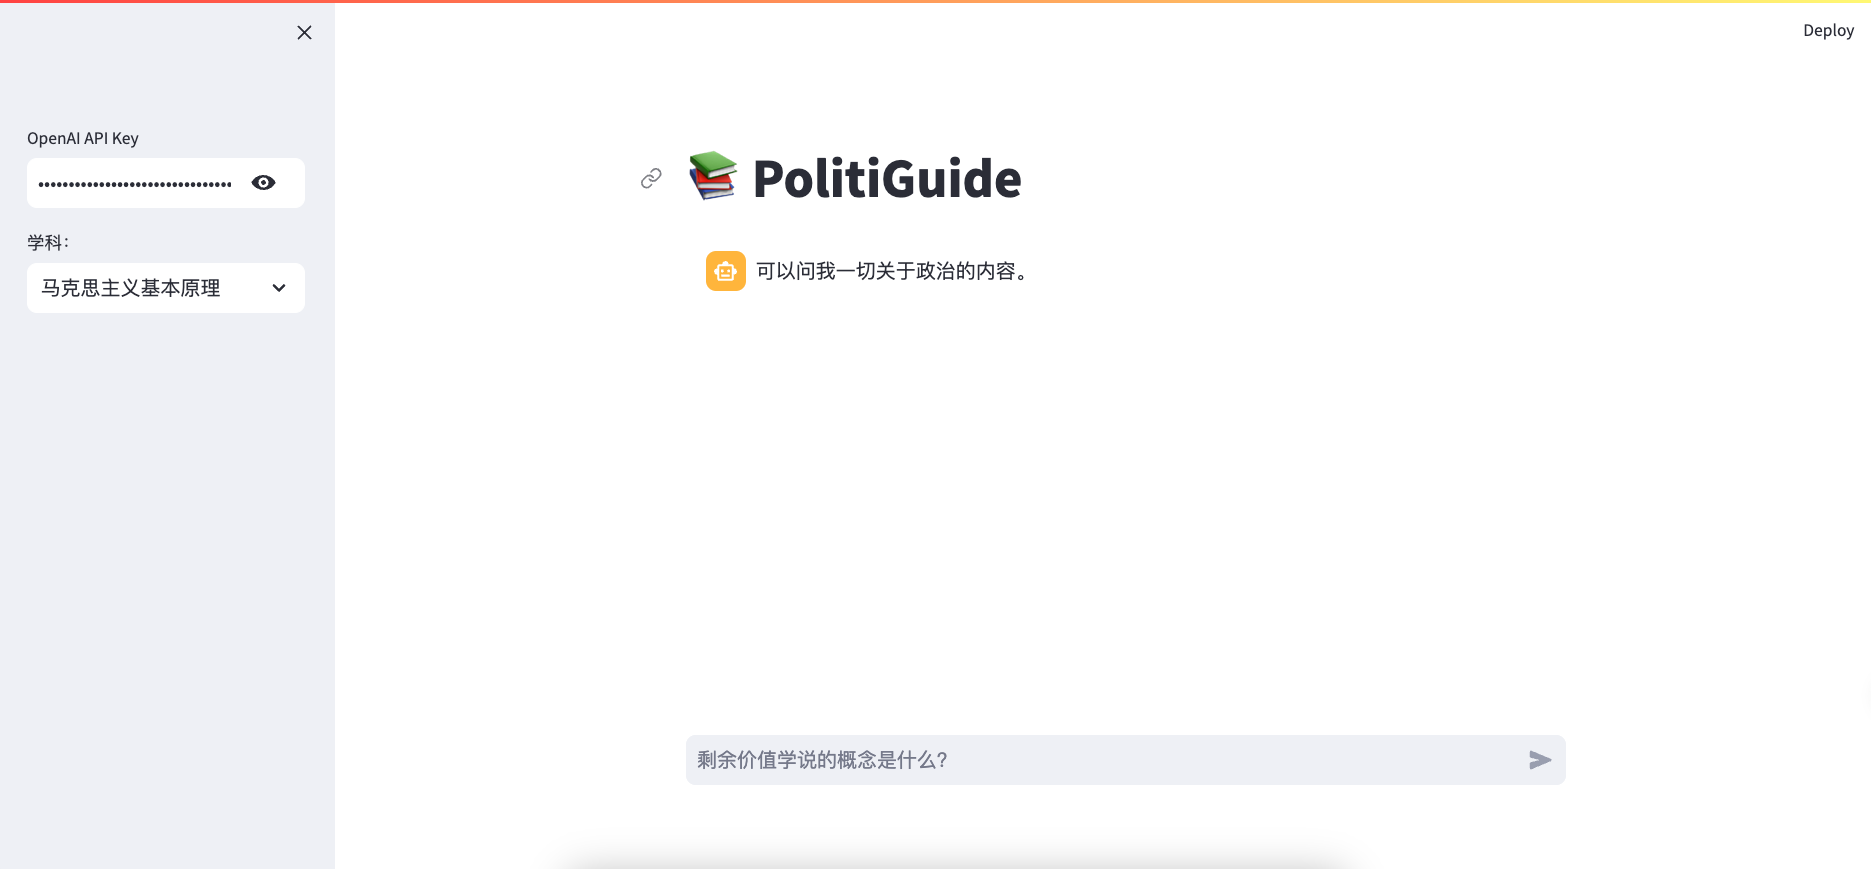 Deploy
OpenAI API Key
学科：
马克思主义基本原理
PolitiGuide
可以问我一切关于政治的内容。
剩余价值学说的概念是什么?